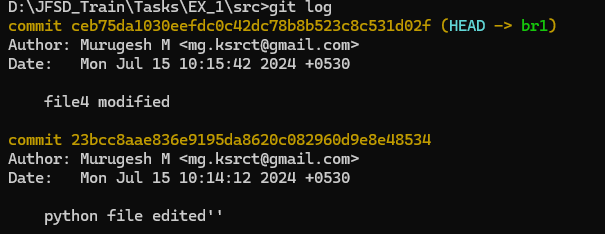 D:\JFSD_Train\Tasks\EX_1\src>git log
commit ceb75da1030eefdc0c42dc78b8b523c8c531d02f (HEAD -> br1)
Author: Murugesh M <mg.ksrct@gmail.com>
Date:   Mon Jul 15 10:15:42 2024 +0530
file4 modified
commit 23bcc8aae836e9195da8620c082960d9e8e48534
Author: Murugesh M <mg.ksrct@gmail.com>
Date:   Mon Jul 15 10:14:12 2024 +0530
python file edited''